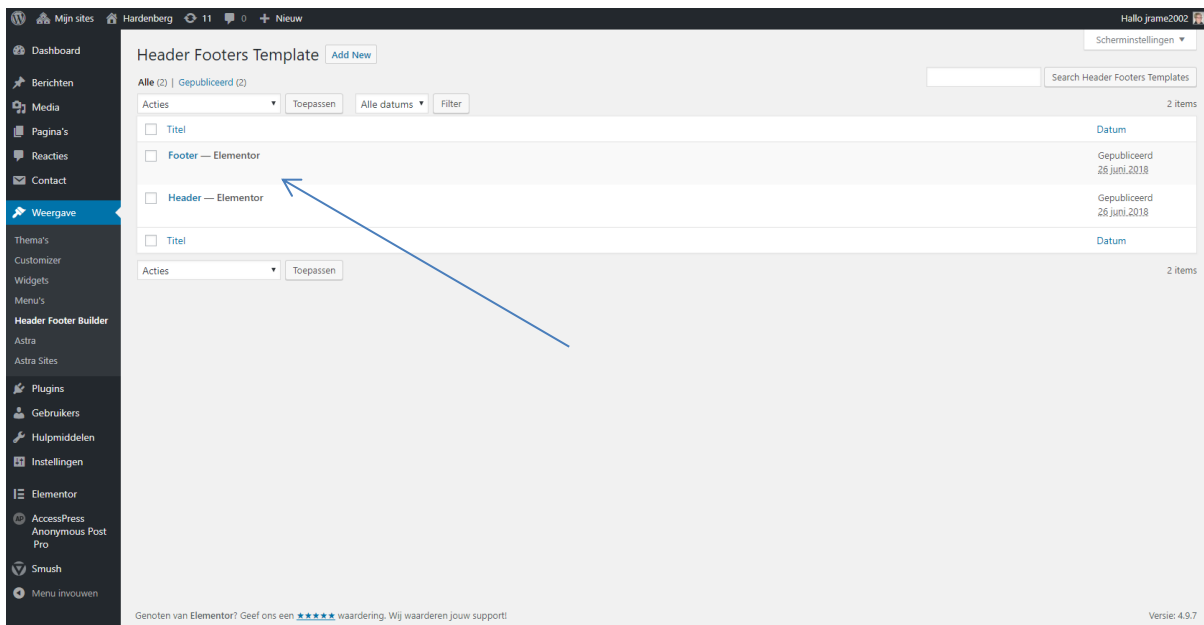 Mijn sites Hardenberg 11 0 + Nieuw Hallo jrame2002
Scherminstellingen ▼
Dashboard
Berichten
Media
Pagina's
Reacties
Contact
Weergave
Thema's
Customizer
Widgets
Menu's
Header Footer Builder
Astra
Astra Sites
Plugins
Gebruikers
Hulpmiddelen
Instellingen
Elementor
AP AccessPress
Anonymous Post
Pro
Smush
Menu invouwen
Header Footers Template Add New
Alle (2) | Gepubliceerd (2)
Search Header Footers Templates
Acties Toepassen Alle datums Filter 2 items
Titel Datum
Footer — Elementor Gepubliceerd
26 juni 2018
Header — Elementor Gepubliceerd
26 juni 2018
Titel Datum
Acties Toepassen 2 items
Genoten van Elementor? Geef ons een ★★★★★ waardering. Wij waarderen jouw support! Versie: 4.9.7